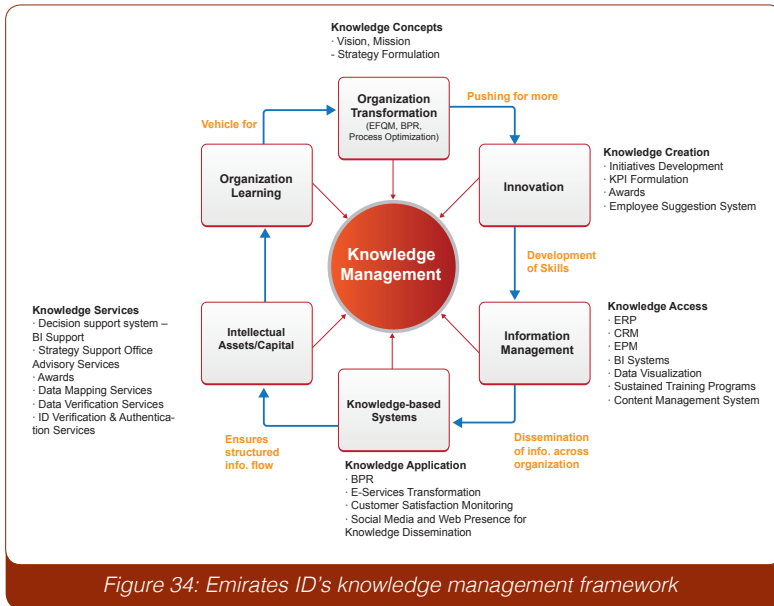 Knowledge Concepts
· Vision, Mission
- Strategy Formulation
Organization
Transformation
(EFQM, BPR,
Process Optimization)
Pushing for more
Vehicle for
Organization
Learning
Innovation
Knowledge Creation
· Initiatives Development
· KPI Formulation
· Awards
· Employee Suggestion System
Knowledge
Management
Development
of Skills
Knowledge Services
· Decision support system –
BI Support
· Strategy Support Office
Advisory Services
· Awards
· Data Mapping Services
· Data Verification Services
· ID Verification & Authentica-
tion Services
Intellectual
Assets/Capital
Information
Management
Knowledge Access
· ERP
· CRM
· EPM
· BI Systems
· Data Visualization
· Sustained Training Programs
· Content Management System
Knowledge-based
Systems
Ensures
structured
info. flow
Dissemination
of info. across
organization
Knowledge Application
· BPR
· E-Services Transformation
· Customer Satisfaction Monitoring
· Social Media and Web Presence for
Knowledge Dissemination
Figure 34: Emirates ID's knowledge management framework